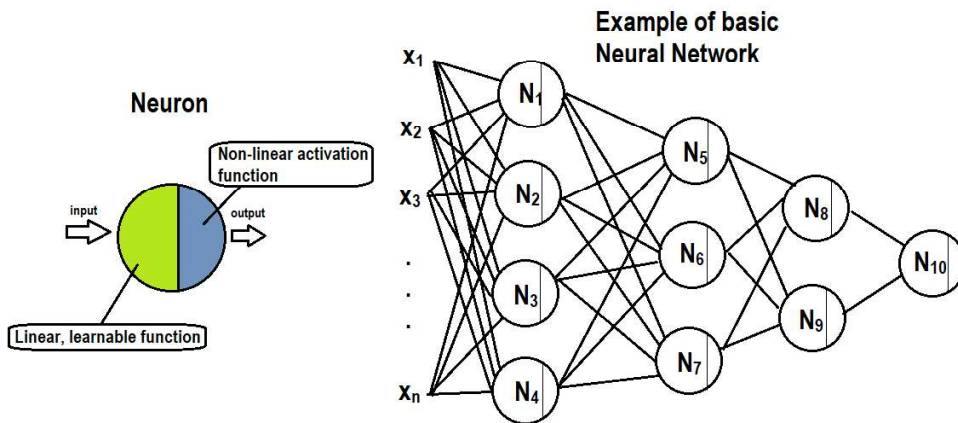 Neuron
Non-linear activation
function
input
output
Linear, learnable function
Example of basic
Neural Network
x₁
x₂
x₃
.
.
.
xₙ
N₁
N₂
N₃
N₄
N₅
N₆
N₇
N₈
N₉
N₁₀